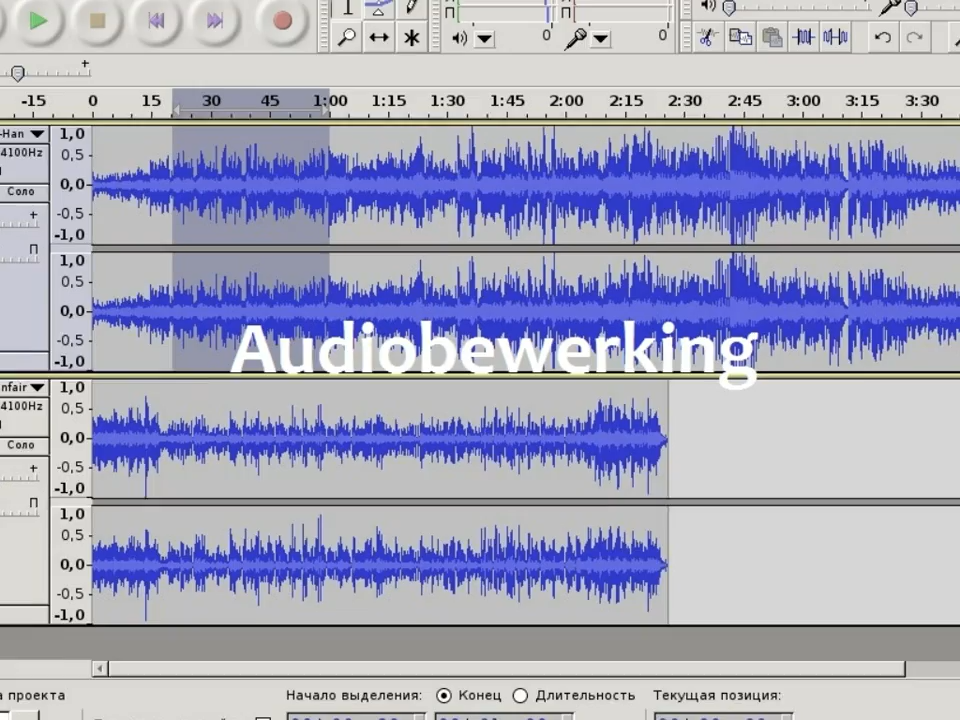 0 0
-15 0 15 30 45 1:00 1:15 1:30 1:45 2:00 2:15 2:30 2:45 3:00 3:15 3:30
-Han 1,0
4100Hz 0,5
Соло 0,0
-0,5
П -1,0
1,0
0,5
0,0
-0,5
-1,0
Audiobewerking
nfair 1,0
4100Hz 0,5
Соло 0,0
-0,5
П -1,0
1,0
0,5
0,0
-0,5
-1,0
а проекта Начало выделения: Конец Длительность Текущая позиция: